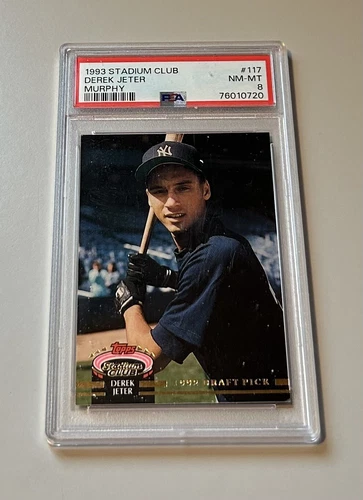 1993 STADIUM CLUB #117
DEREK JETER NM-MT
MURPHY 8
PSA 76010720
NY
Topps
Stadium
CLUB
DEREK
JETER
1992 DRAFT PICK